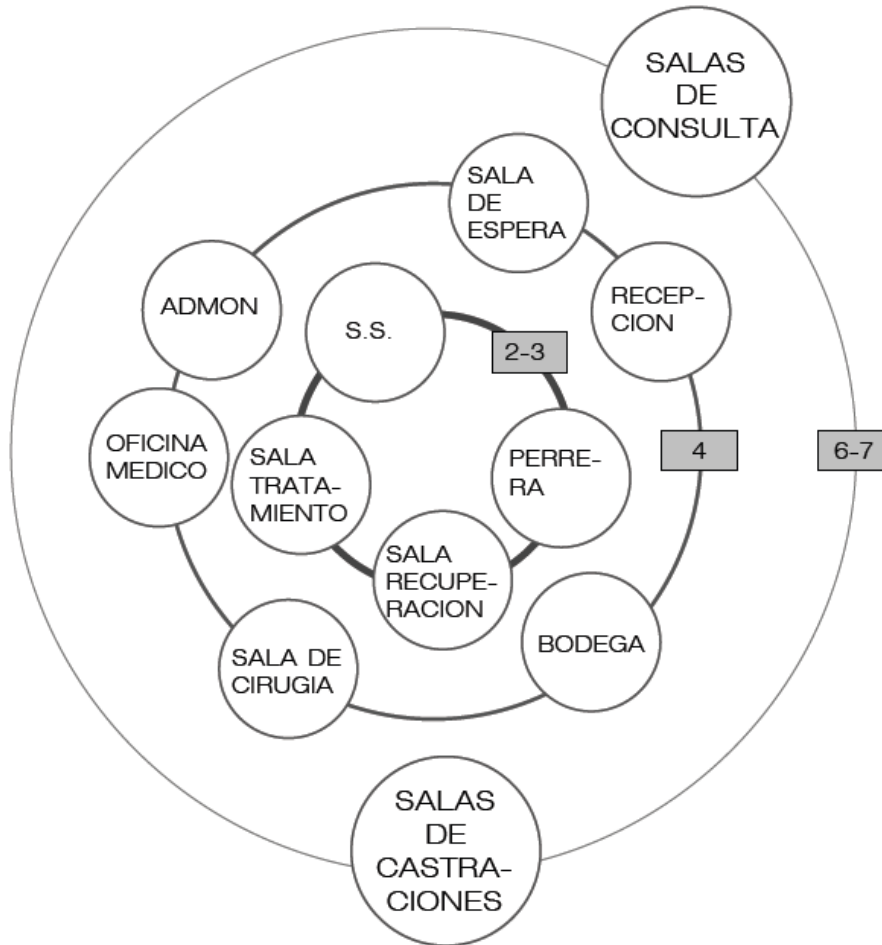 SALAS
DE
CONSULTA
SALA
DE
ESPERA
ADMON
RECEP-
CION
S.S.
2-3
OFICINA
MEDICO
SALA
TRATA-
MIENTO
PERRE-
RA
4
6-7
SALA
RECUPE-
RACION
SALA DE
CIRUGIA
BODEGA
SALAS
DE
CASTRA-
CIONES